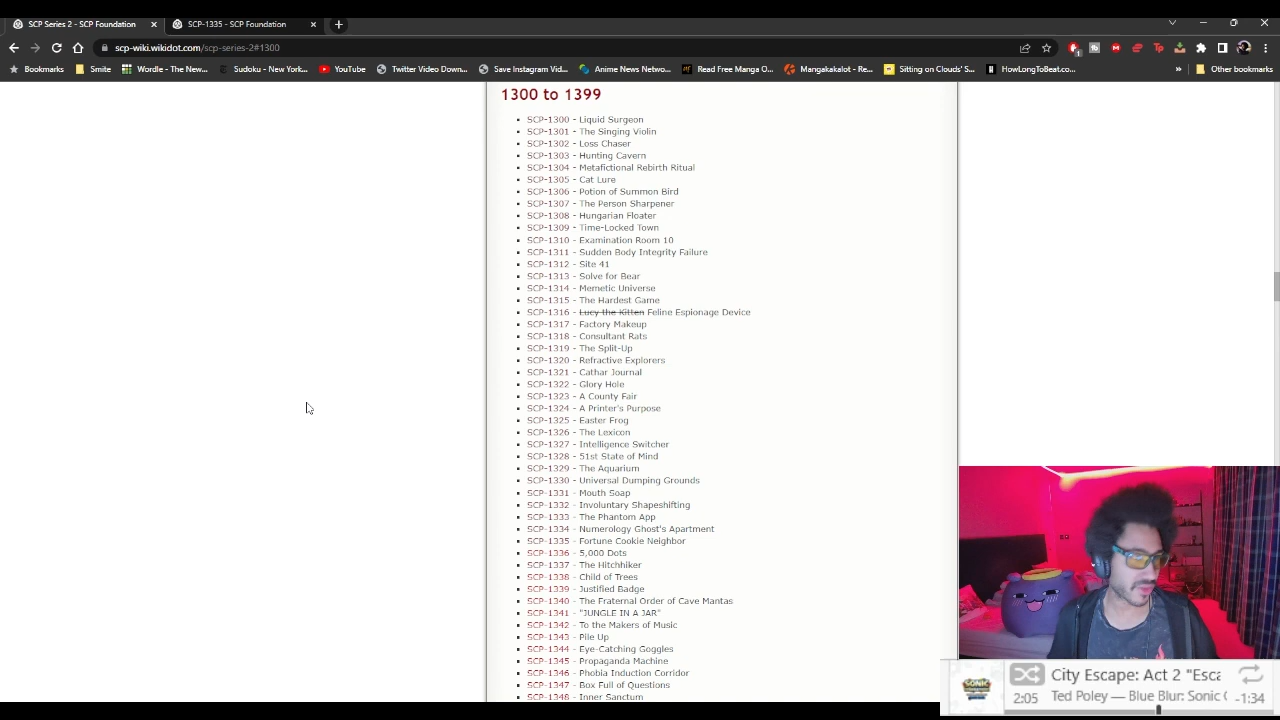 SCP Series 2 - SCP Foundation
SCP-1335 - SCP Foundation
scp-wiki.wikidot.com/scp-series-2#1300
Bookmarks
Smite
Wordle - The New...
Sudoku - New York...
YouTube
Twitter Video Down...
Save Instagram Vid...
Anime News Netwo...
Read Free Manga O...
Mangakakalot - Re...
Sitting on Clouds' S...
HowLongToBeat.co...
»
Other bookmarks
1300 to 1399
SCP-1300 - Liquid Surgeon
SCP-1301 - The Singing Violin
SCP-1302 - Loss Chaser
SCP-1303 - Hunting Cavern
SCP-1304 - Metafictional Rebirth Ritual
SCP-1305 - Cat Lure
SCP-1306 - Potion of Summon Bird
SCP-1307 - The Person Sharpener
SCP-1308 - Hungarian Floater
SCP-1309 - Time-Locked Town
SCP-1310 - Examination Room 10
SCP-1311 - Sudden Body Integrity Failure
SCP-1312 - Site 41
SCP-1313 - Solve for Bear
SCP-1314 - Memetic Universe
SCP-1315 - The Hardest Game
SCP-1316 - Lucy the Kitten Feline Espionage Device
SCP-1317 - Factory Makeup
SCP-1318 - Consultant Rats
SCP-1319 - The Split-Up
SCP-1320 - Refractive Explorers
SCP-1321 - Cathar Journal
SCP-1322 - Glory Hole
SCP-1323 - A County Fair
SCP-1324 - A Printer's Purpose
SCP-1325 - Easter Frog
SCP-1326 - The Lexicon
SCP-1327 - Intelligence Switcher
SCP-1328 - 51st State of Mind
SCP-1329 - The Aquarium
SCP-1330 - Universal Dumping Grounds
SCP-1331 - Mouth Soap
SCP-1332 - Involuntary Shapeshifting
SCP-1333 - The Phantom App
SCP-1334 - Numerology Ghost's Apartment
SCP-1335 - Fortune Cookie Neighbor
SCP-1336 - 5,000 Dots
SCP-1337 - The Hitchhiker
SCP-1338 - Child of Trees
SCP-1339 - Justified Badge
SCP-1340 - The Fraternal Order of Cave Mantas
SCP-1341 - "JUNGLE IN A JAR"
SCP-1342 - To the Makers of Music
SCP-1343 - Pile Up
SCP-1344 - Eye-Catching Goggles
SCP-1345 - Propaganda Machine
SCP-1346 - Phobia Induction Corridor
SCP-1347 - Box Full of Questions
SCP-1348 - Inner Sanctum
City Escape: Act 2 "Esca
2:05
Ted Poley — Blue Blur: Sonic G
-1:34